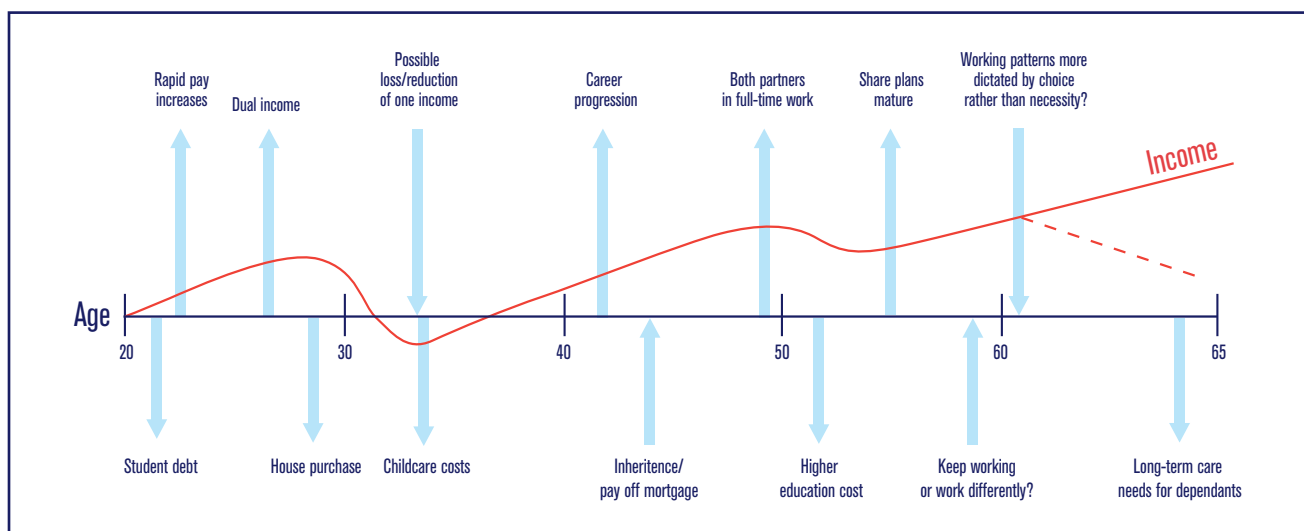 Rapid pay
increases
Dual income
Possible
loss/reduction
of one income
Career
progression
Both partners
in full-time work
Share plans
mature
Working patterns more
dictated by choice
rather than necessity?
Income
Age
20
30
40
50
60
65
Student debt
House purchase
Childcare costs
Inheritence/
pay off mortgage
Higher
education cost
Keep working
or work differently?
Long-term care
needs for dependants